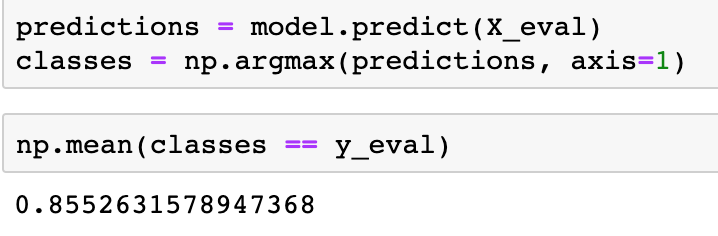 predictions = model.predict(X_eval)
classes = np.argmax(predictions, axis=1)
np.mean(classes == y_eval)
0.8552631578947368